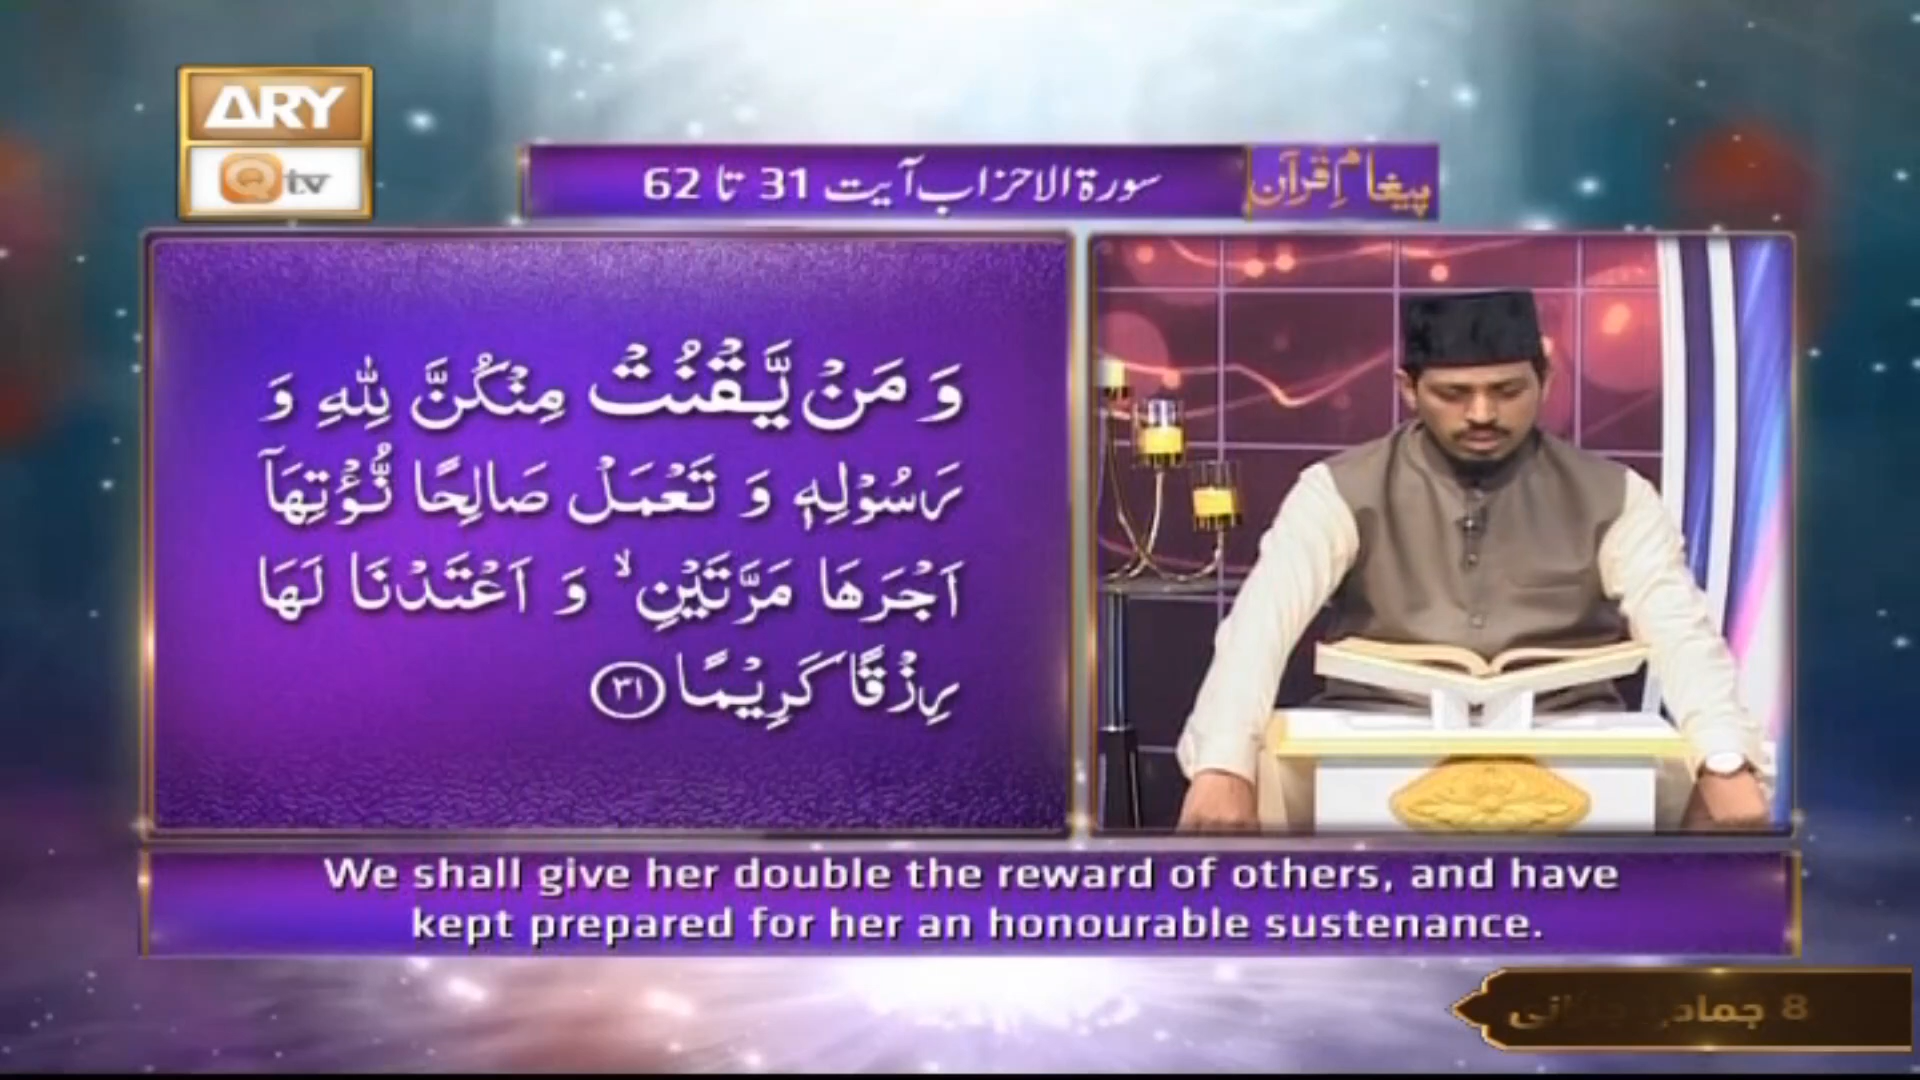 ARY
Qtv
پیغامِ قرآن
سورۃ الاحزاب آیت 31 تا 62
وَ مَنْ يَّقْنُتْ مِنْكُنَّ لِلّٰهِ وَ
رَسُوْلِهٖ وَ تَعْمَلْ صَالِحًا نُّؤْتِهَاۤ
اَجْرَهَا مَرَّتَيْنِ ۙ وَ اَعْتَدْنَا لَهَا
رِزْقًا كَرِيْمًا ﴿۳۱﴾
We shall give her double the reward of others, and have
kept prepared for her an honourable sustenance.
8